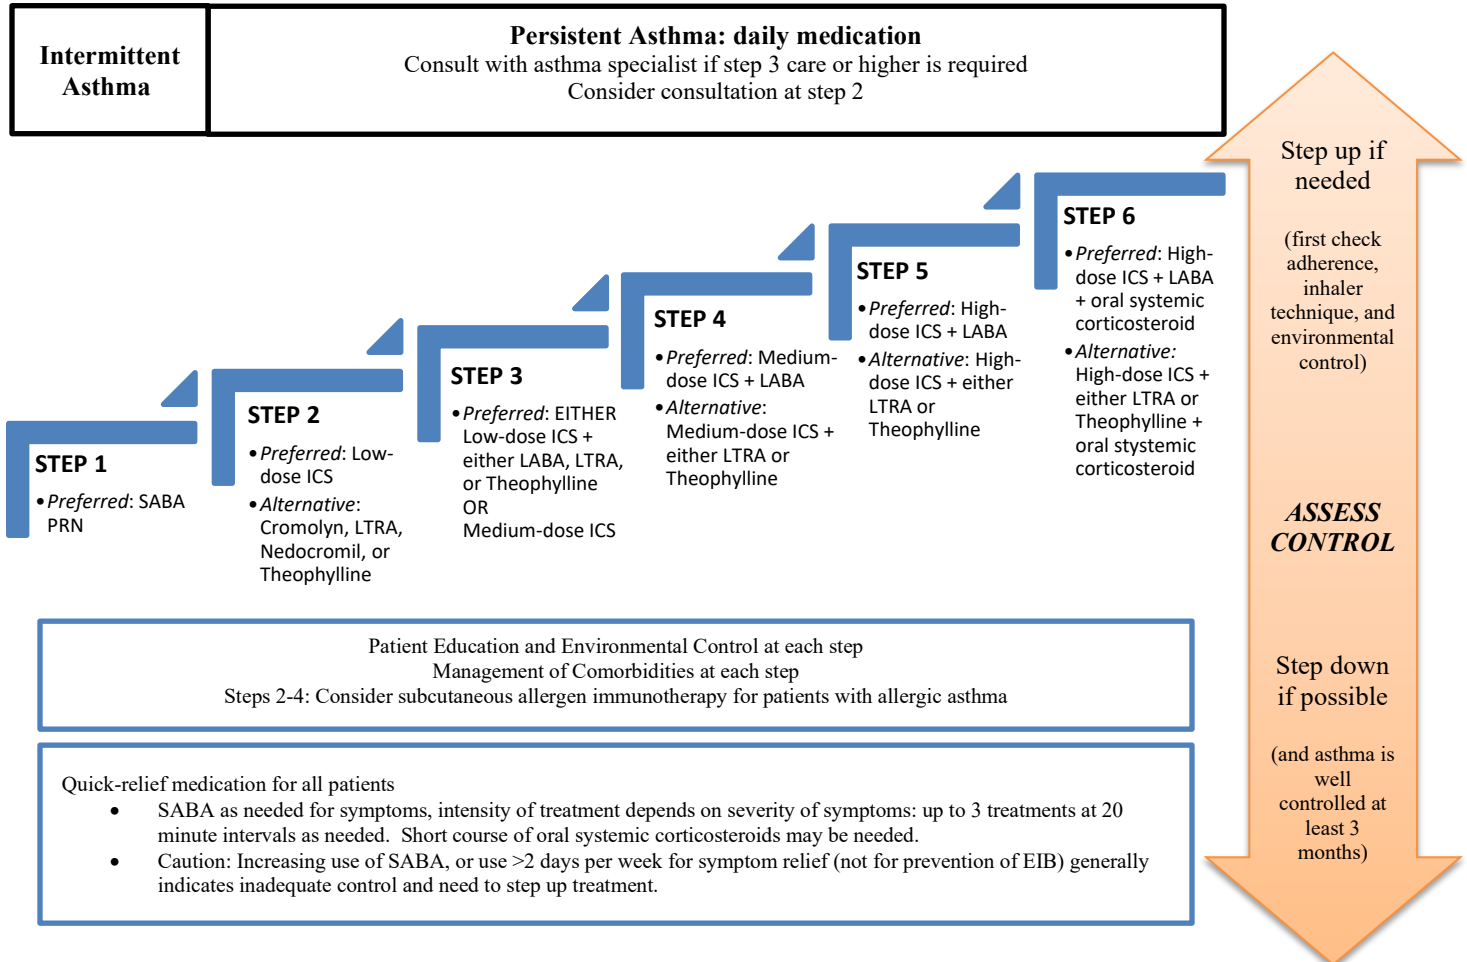 Intermittent
Asthma
Persistent Asthma: daily medication
Consult with asthma specialist if step 3 care or higher is required
Consider consultation at step 2
STEP 1
•Preferred: SABA
PRN
STEP 2
•Preferred: Low-
dose ICS
•Alternative:
Cromolyn, LTRA,
Nedocromil, or
Theophylline
STEP 3
•Preferred: EITHER
Low-dose ICS +
either LABA, LTRA,
or Theophylline
OR
Medium-dose ICS
STEP 4
•Preferred: Medium-
dose ICS + LABA
•Alternative:
Medium-dose ICS +
either LTRA or
Theophylline
STEP 5
•Preferred: High-
dose ICS + LABA
•Alternative: High-
dose ICS + either
LTRA or
Theophylline
STEP 6
•Preferred: High-
dose ICS + LABA
+ oral systemic
corticosteroid
•Alternative:
High-dose ICS +
either LTRA or
Theophylline +
oral stystemic
corticosteroid
Step up if
needed
(first check
adherence,
inhaler
technique, and
environmental
control)
ASSESS
CONTROL
Step down
if possible
(and asthma is
well
controlled at
least 3
months)
Patient Education and Environmental Control at each step
Management of Comorbidities at each step
Steps 2-4: Consider subcutaneous allergen immunotherapy for patients with allergic asthma
Quick-relief medication for all patients
• SABA as needed for symptoms, intensity of treatment depends on severity of symptoms: up to 3 treatments at 20
minute intervals as needed. Short course of oral systemic corticosteroids may be needed.
• Caution: Increasing use of SABA, or use >2 days per week for symptom relief (not for prevention of EIB) generally
indicates inadequate control and need to step up treatment.